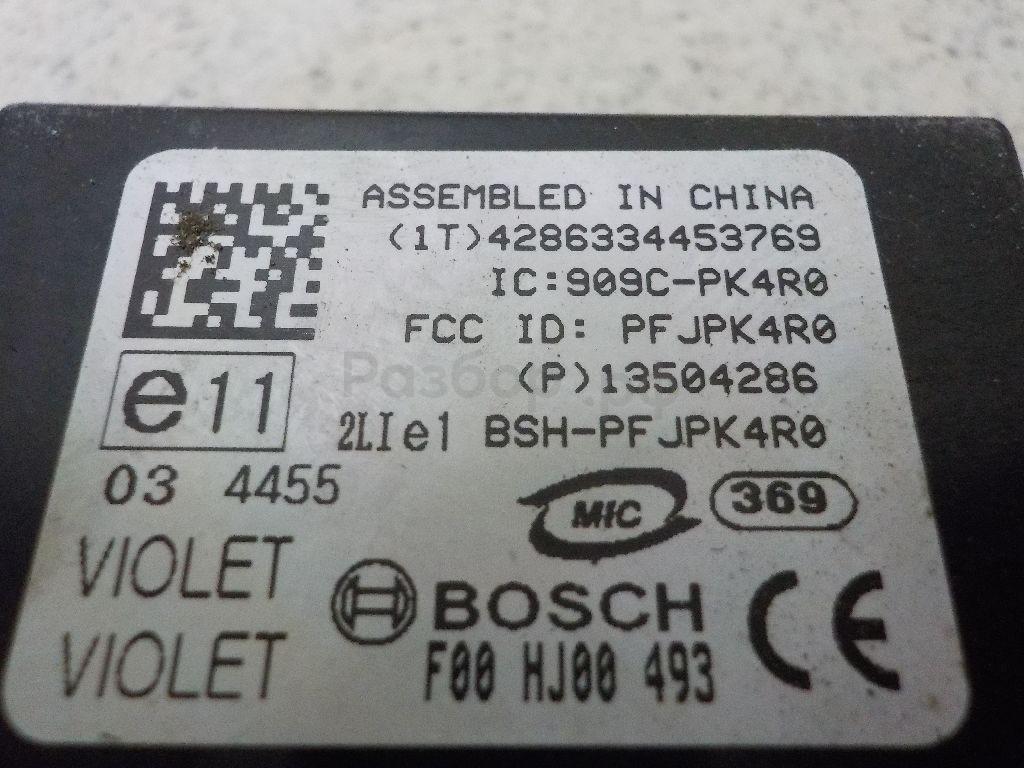 ASSEMBLED IN CHINA
(1T)4286334453769
IC:909C-PK4R0
FCC ID: PFJPK4R0
(P)13504286
e11
2LIe1 BSH-PFJPK4R0
03 4455
MIC 369
VIOLET
VIOLET
BOSCH
F00 HJ00 493
CE